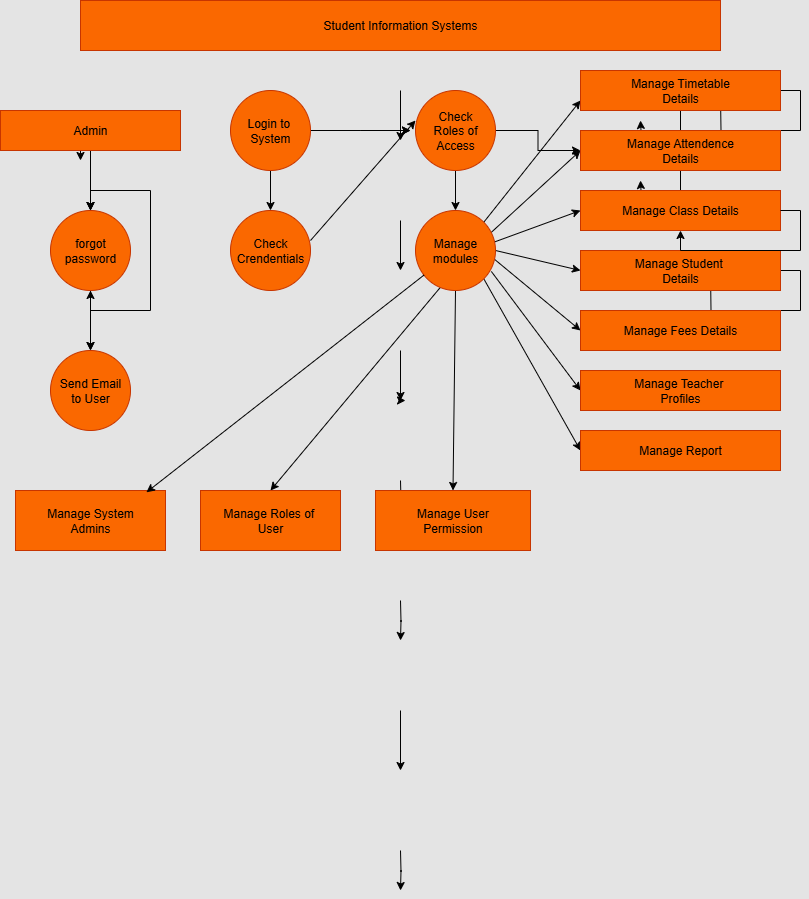 Student Information Systems
Admin
Login to
System
Check
Roles of
Access
Manage Timetable
Details
Manage Attendence
Details
Manage Class Details
forgot
password
Check
Crendentials
Manage
modules
Manage Student
Details
Manage Fees Details
Send Email
to User
Manage Teacher
Profiles
Manage Report
Manage System
Admins
Manage Roles of
User
Manage User
Permission